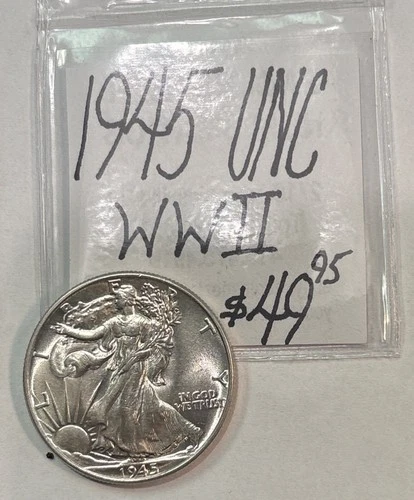 1945 UNC
WWII
$49.95
LIBERTY
IN GOD
WE TRUST
1945